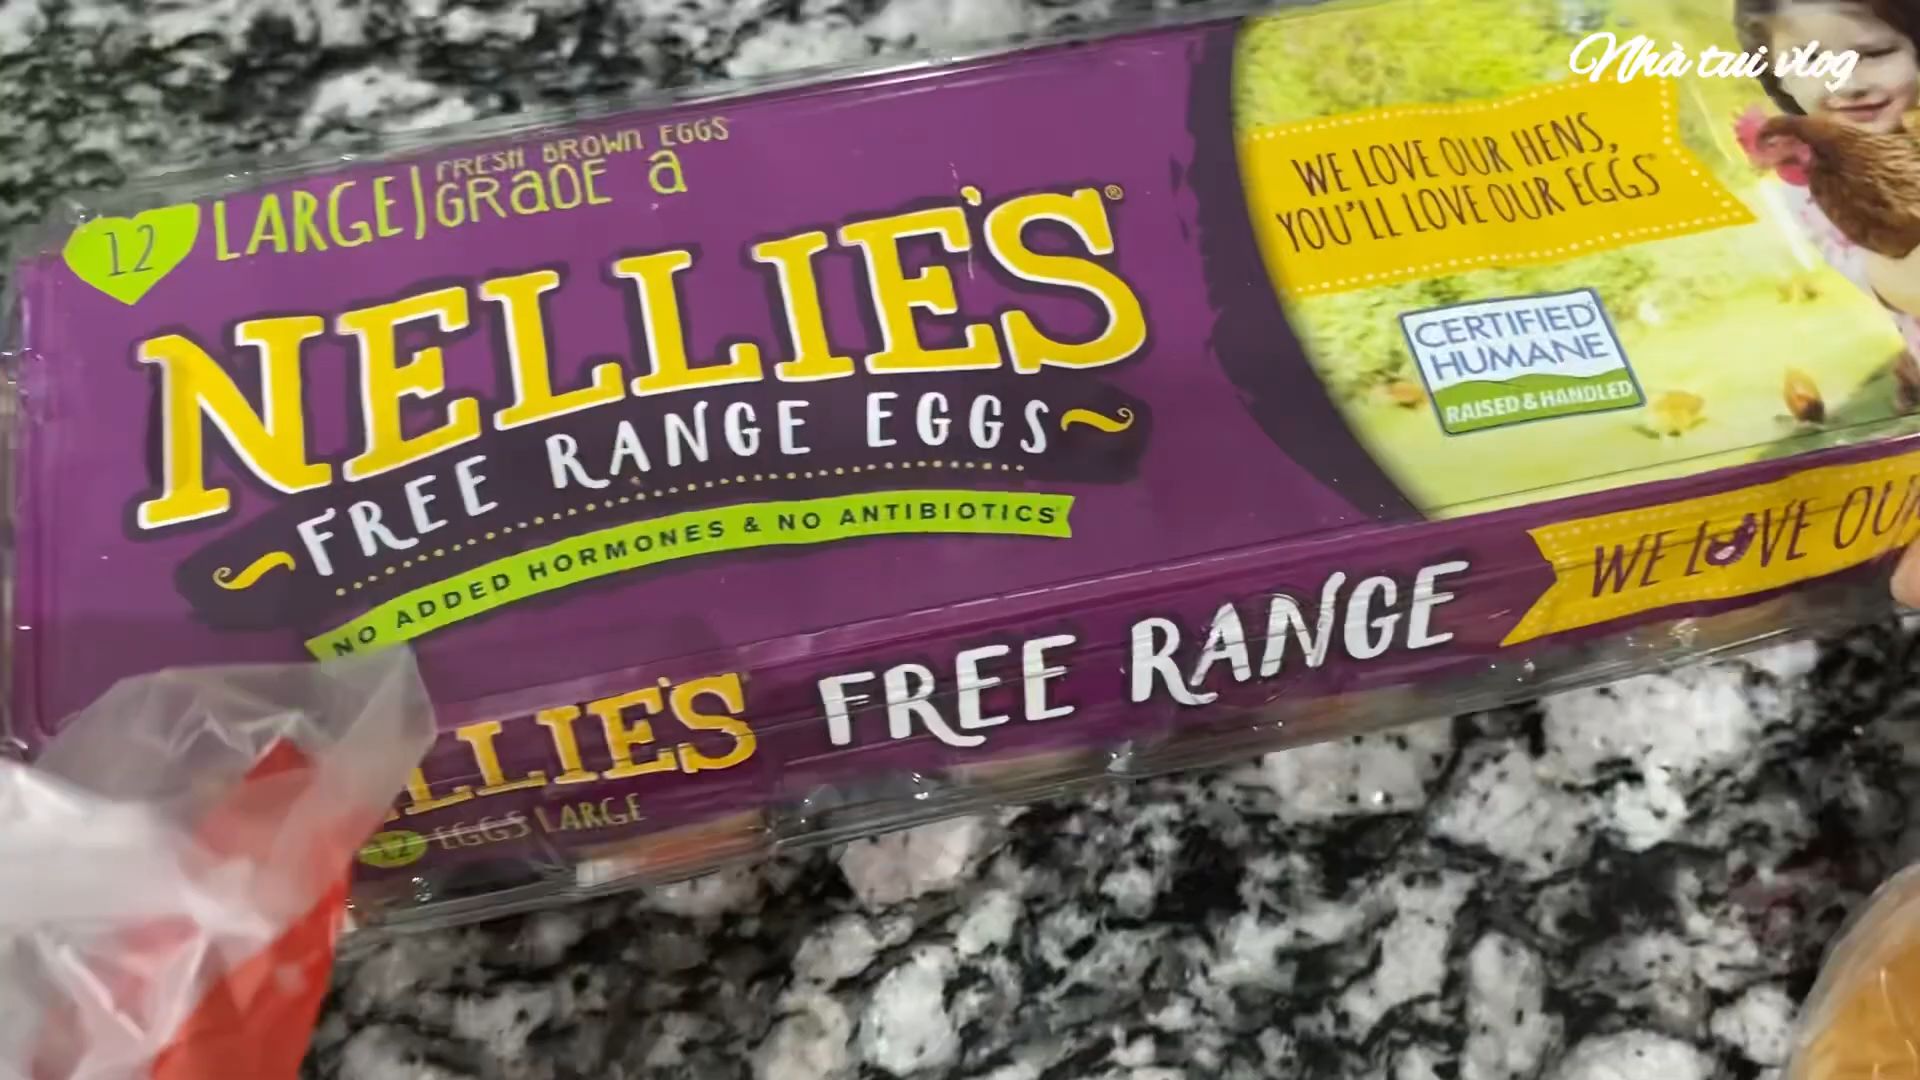 Nhà tui vlog
12 LARGE
FRESH BROWN EGGS
GRADE a
NELLIE'S®
FREE RANGE EGGS
NO ADDED HORMONES & NO ANTIBIOTICS
WE LOVE OUR HENS,
YOU'LL LOVE OUR EGGS
CERTIFIED
HUMANE
RAISED & HANDLED
LLIE'S FREE RANGE
WE LOVE OU
12 EGGS LARGE